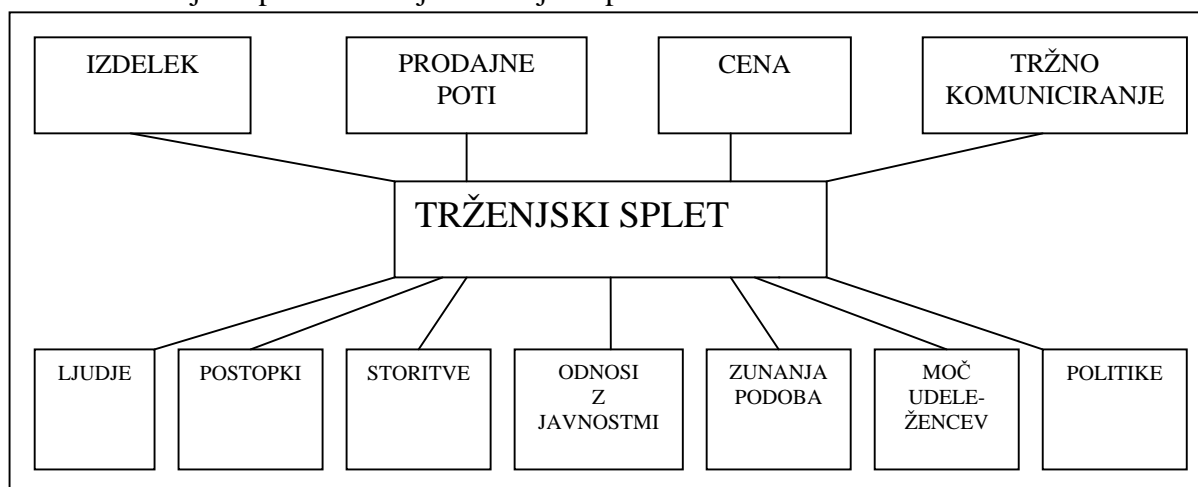 IZDELEK
PRODAJNE
POTI
CENA
TRŽNO
KOMUNICIRANJE
TRŽENJSKI SPLET
LJUDJE
POSTOPKI
STORITVE
ODNOSI
Z
JAVNOSTMI
ZUNANJA
PODOBA
MOČ
UDELE-
ŽENCEV
POLITIKE